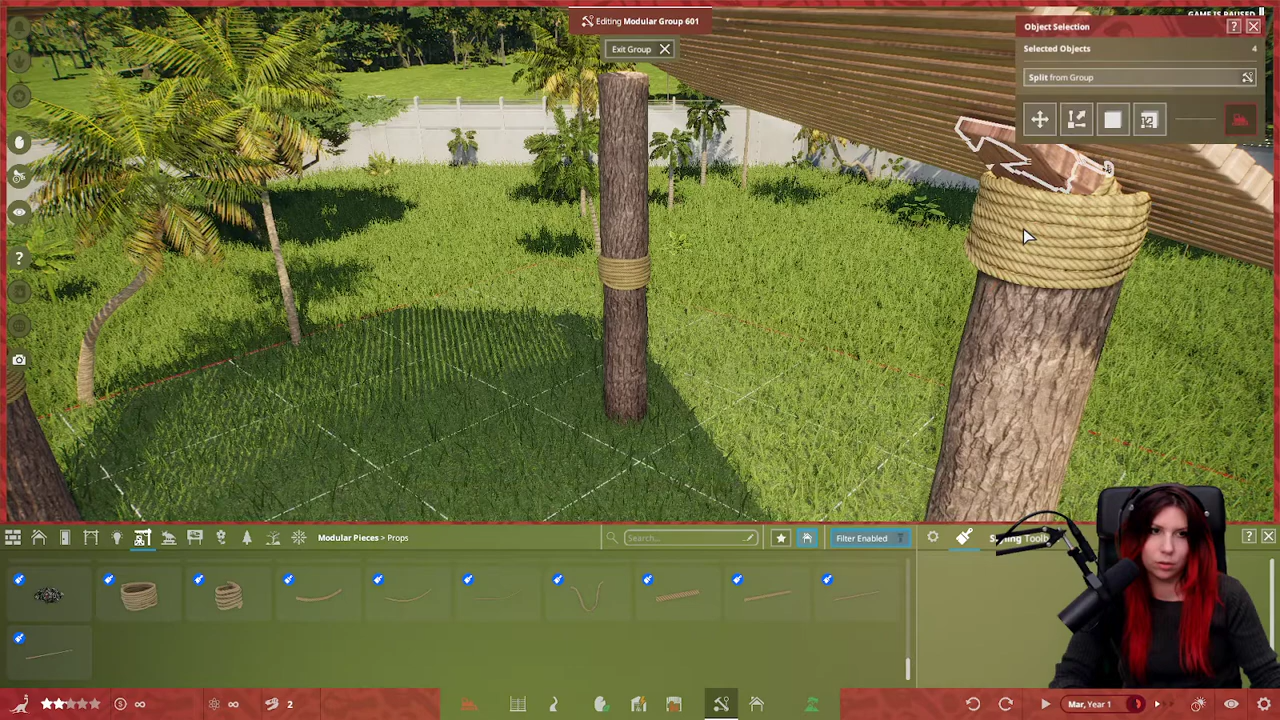 Editing Modular Group 601
GAME IS PAUSED
Exit Group
Object Selection
?
Selected Objects 4
Split from Group
12
?
Modular Pieces > Props
Search...
Filter Enabled
?
∞
∞
2
Mar, Year 1